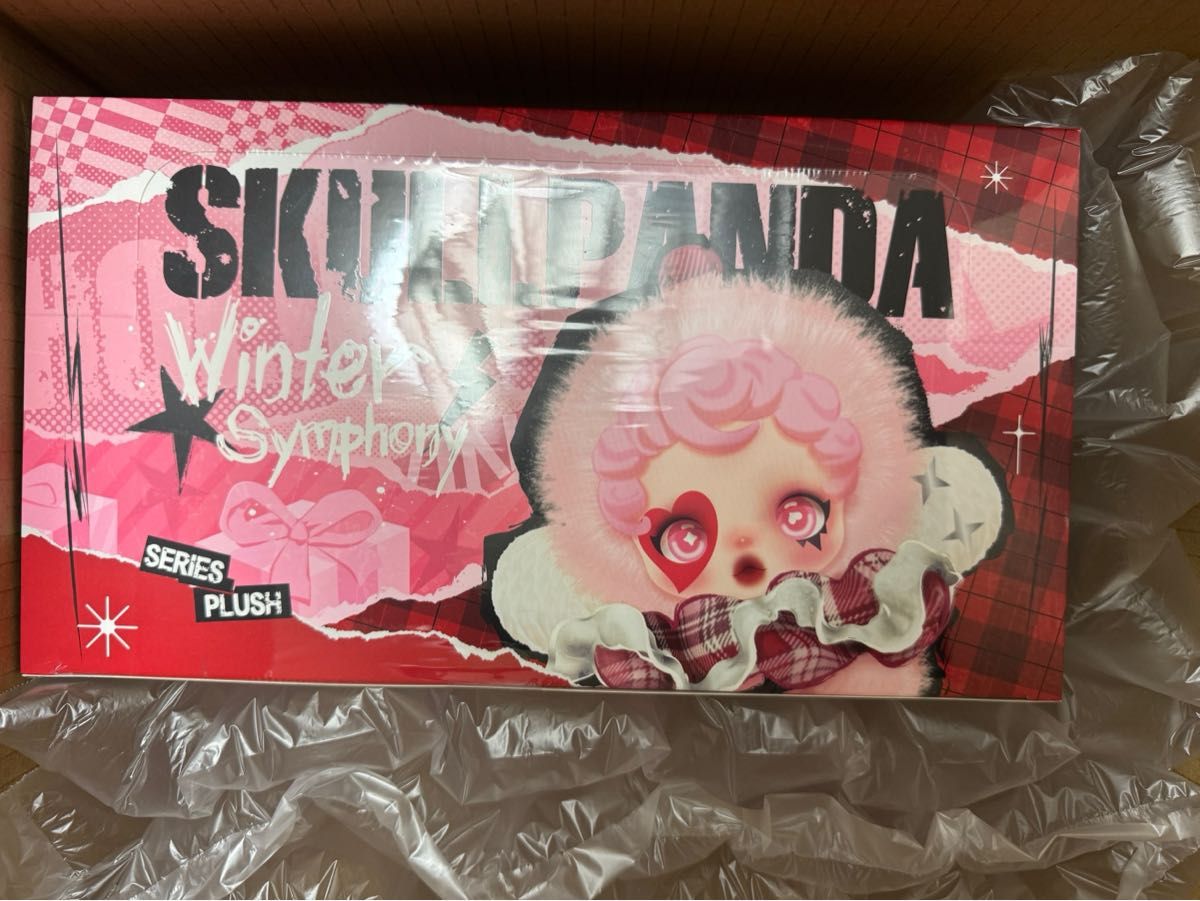 SKULLPANDA
Winter
Symphony
SERIES
PLUSH